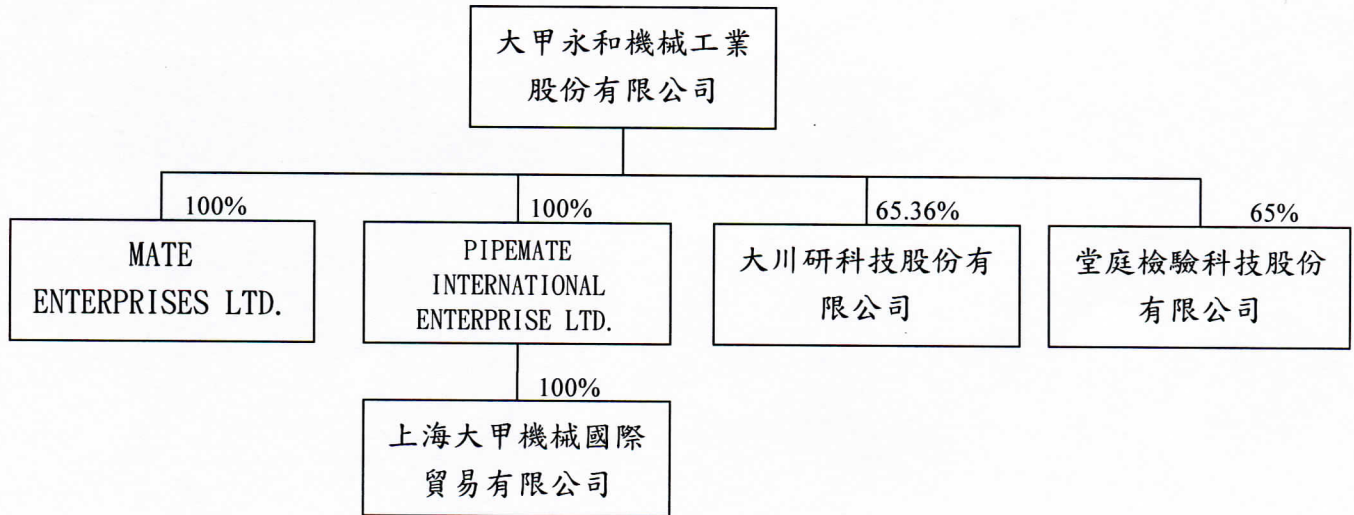 大甲永和機械工業
股份有限公司
100%
100%
65.36%
65%
MATE
ENTERPRISES LTD.
PIPEMATE
INTERNATIONAL
ENTERPRISE LTD.
大川研科技股份有
限公司
堂庭檢驗科技股份
有限公司
100%
上海大甲機械國際
貿易有限公司